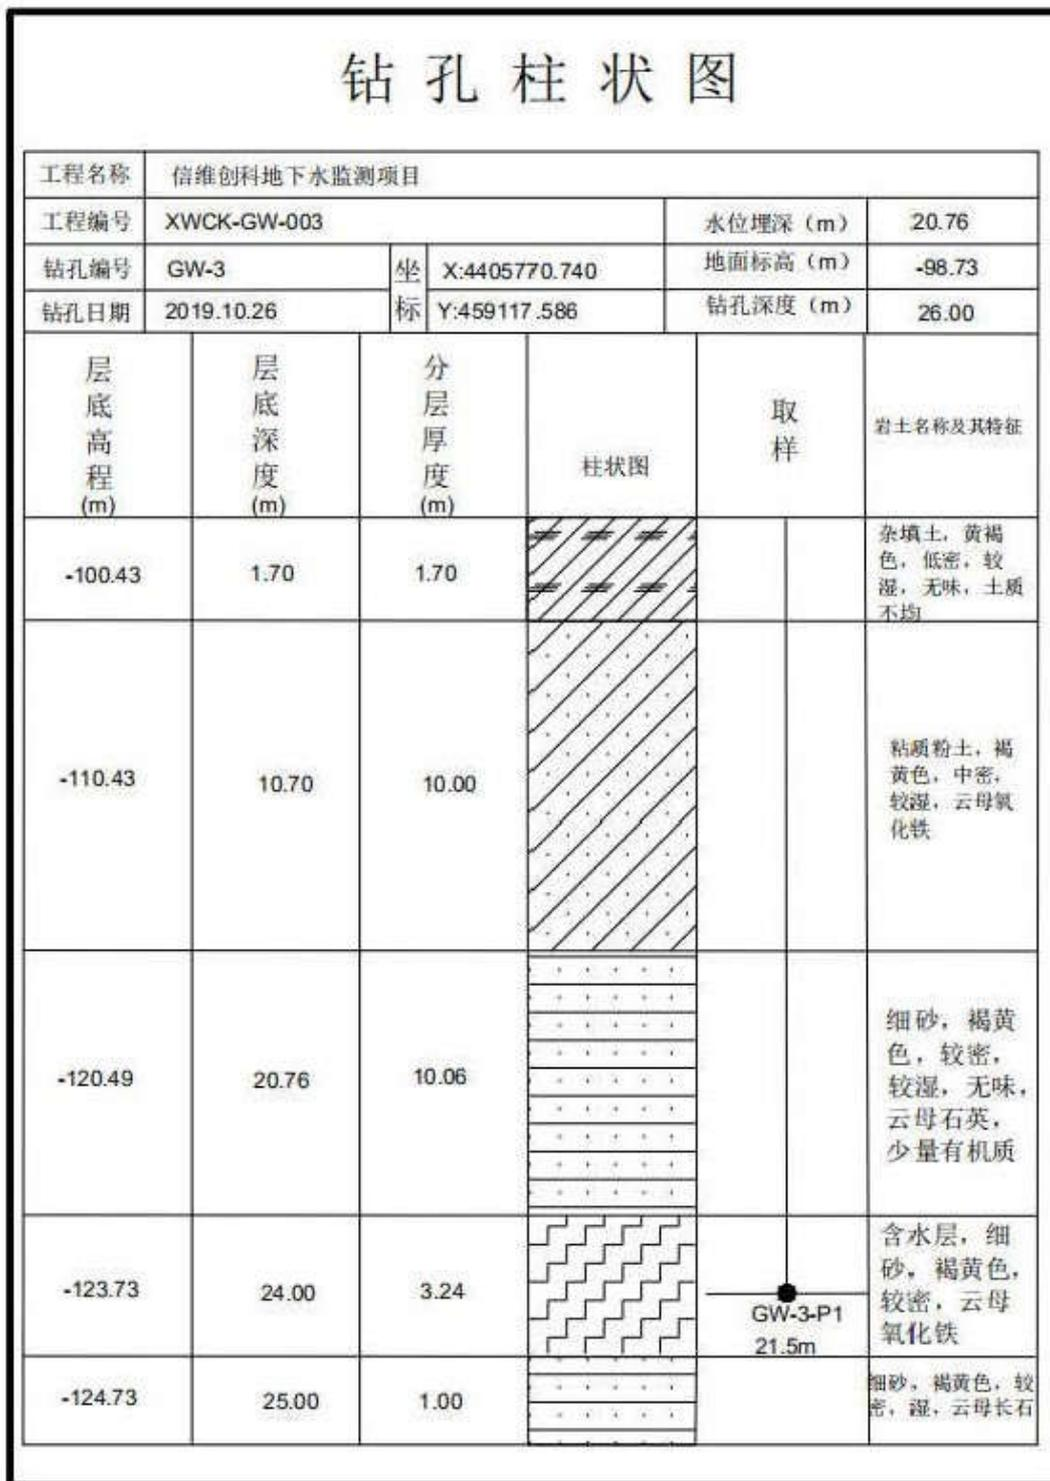 钻孔柱状图
工程名称 信维创科地下水监测项目
工程编号 XWCK-GW-003 水位埋深（m） 20.76
钻孔编号 GW-3 坐标 X:4405770.740 地面标高（m） -98.73
钻孔日期 2019.10.26 Y:459117.586 钻孔深度（m） 26.00
层底高程(m) 层底深度(m) 分层厚度(m) 柱状图 取样 岩土名称及其特征
-100.43 1.70 1.70
杂填土，黄褐
色，低密，较
湿，无味，土质
不均
-110.43 10.70 10.00
粘质粉土，褐
黄色，中密，
较湿，云母氧
化铁
-120.49 20.76 10.06
细砂，褐黄
色，较密，
较湿，无味，
云母石英，
少量有机质
-123.73 24.00 3.24
GW-3-P1
21.5m
含水层，细
砂，褐黄色，
较密，云母
氧化铁
-124.73 25.00 1.00
细砂，褐黄色，较
密，湿，云母长石